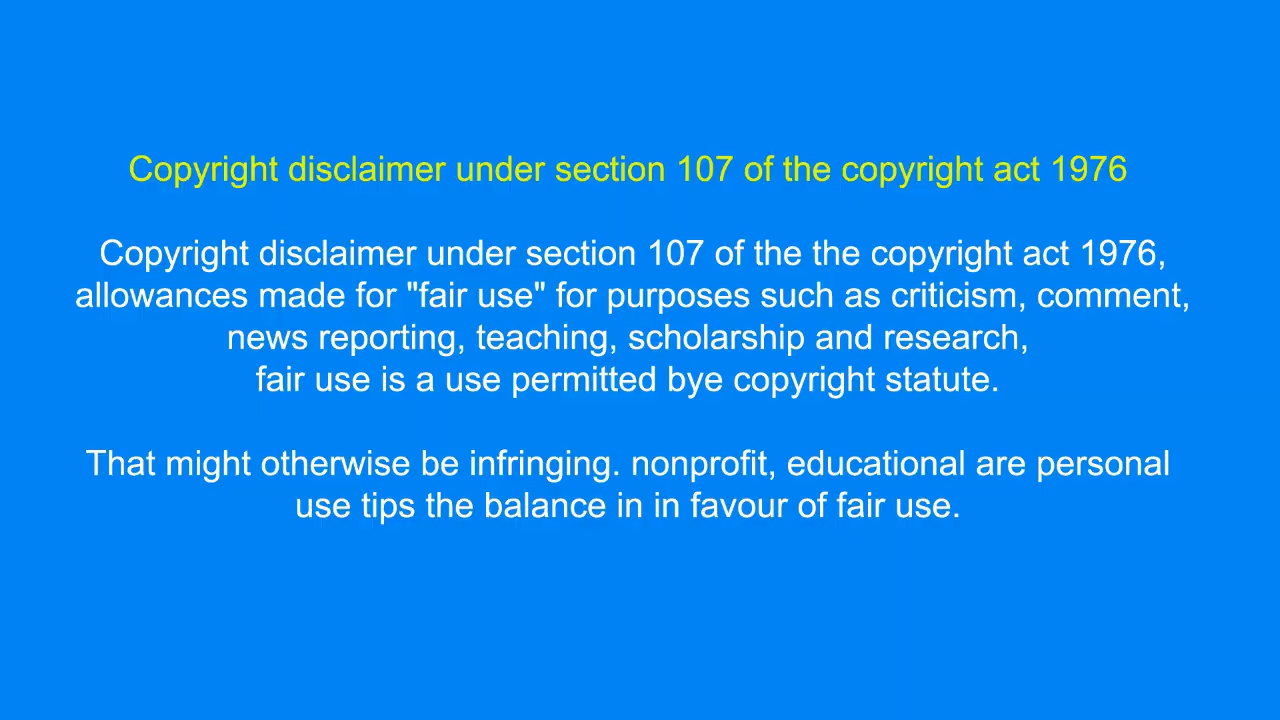 Copyright disclaimer under section 107 of the copyright act 1976
Copyright disclaimer under section 107 of the the copyright act 1976,
allowances made for "fair use" for purposes such as criticism, comment,
news reporting, teaching, scholarship and research,
fair use is a use permitted bye copyright statute.
That might otherwise be infringing. nonprofit, educational are personal
use tips the balance in in favour of fair use.